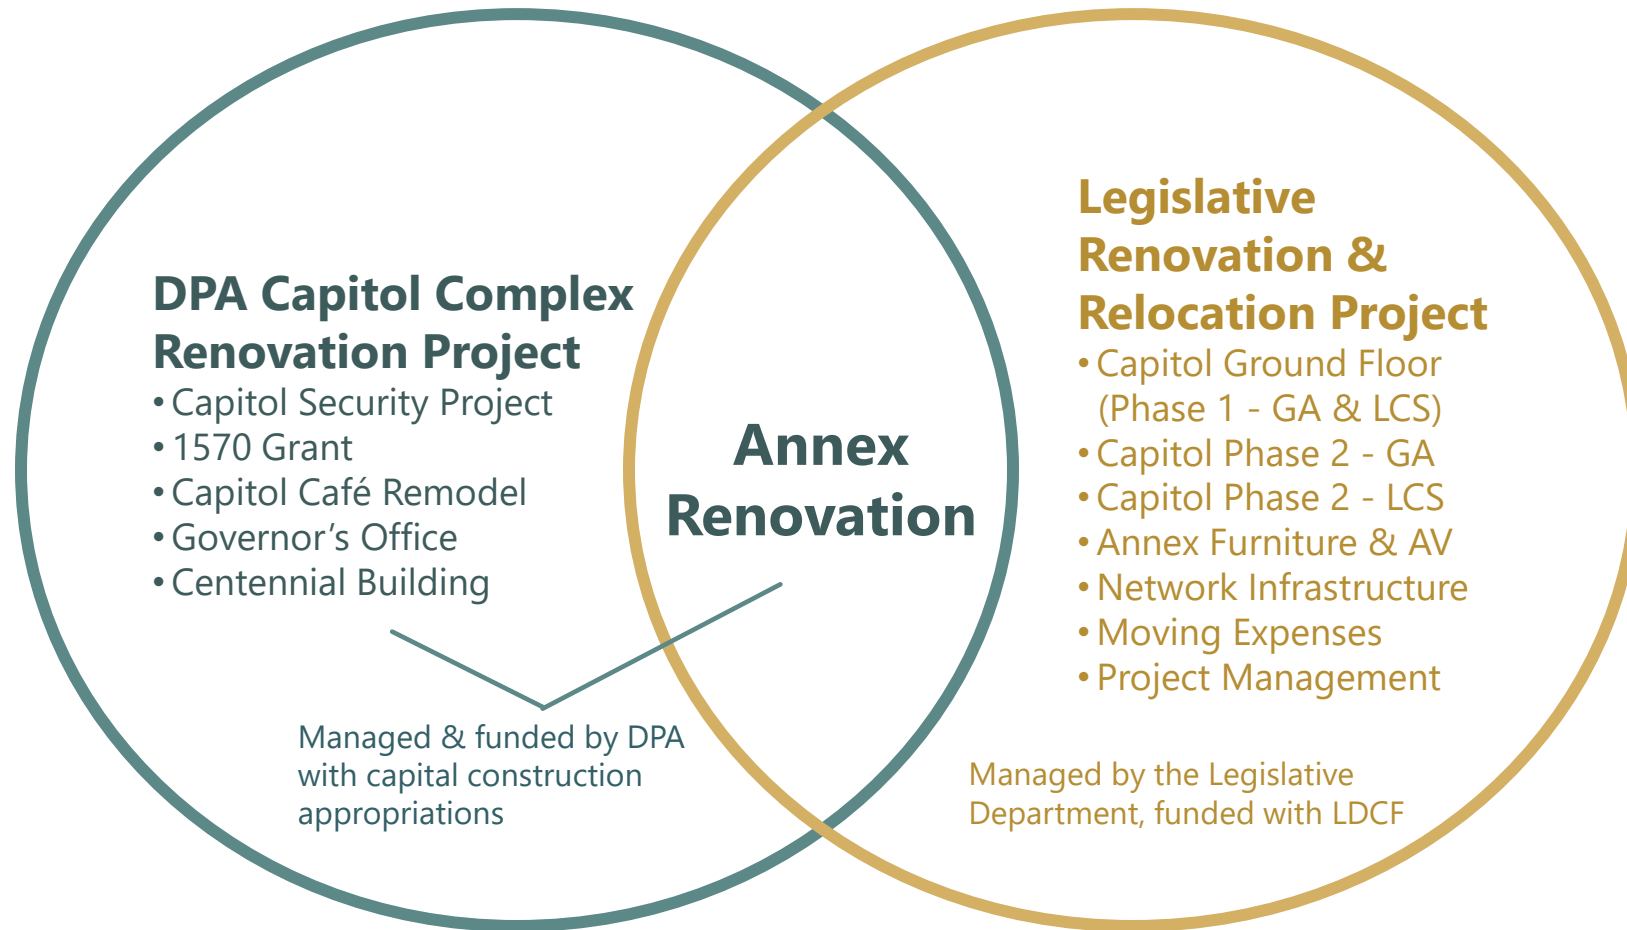 DPA Capitol Complex
Renovation Project
• Capitol Security Project
• 1570 Grant
• Capitol Café Remodel
• Governor’s Office
• Centennial Building
Managed & funded by DPA
with capital construction
appropriations
Annex
Renovation
Legislative
Renovation &
Relocation Project
• Capitol Ground Floor
(Phase 1 - GA & LCS)
• Capitol Phase 2 - GA
• Capitol Phase 2 - LCS
• Annex Furniture & AV
• Network Infrastructure
• Moving Expenses
• Project Management
Managed by the Legislative
Department, funded with LDCF